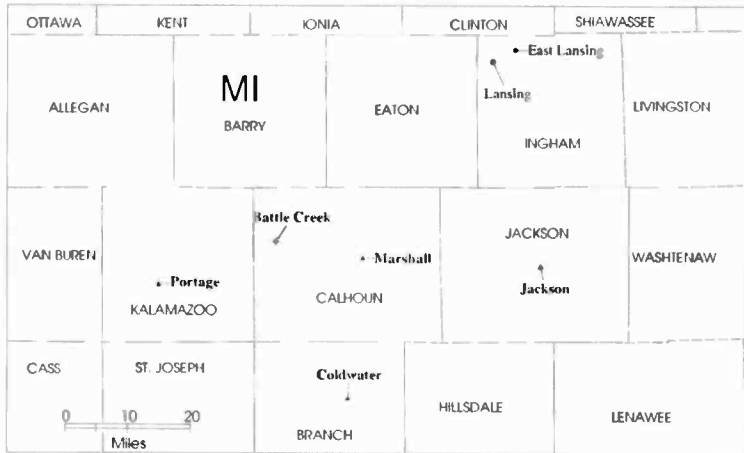 OTTAWA KENT IONIA CLINTON SHIAWASSEE
East Lansing
MI
Lansing
ALLEGAN
BARRY
EATON
LIVINGSTON
INGHAM
Battle Creek
JACKSON
VAN BUREN
Marshall
WASHTENAW
Portage
Jackson
CALHOUN
KALAMAZOO
CASS
ST. JOSEPH
Coldwater
0 10 20
HILLSDALE
LENAWEE
Miles
BRANCH